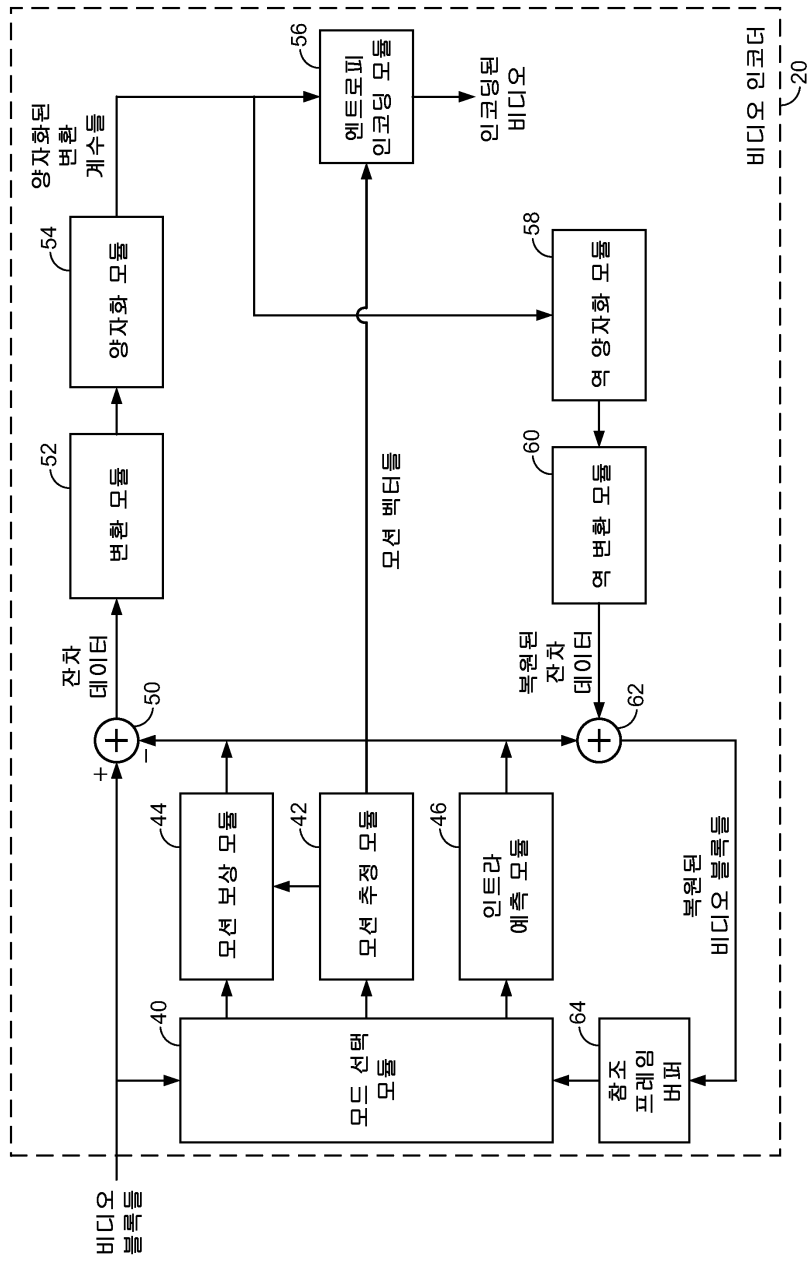 비디오
블록들
+
-
50
잔차
데이터
52
변환 모듈
54
양자화 모듈
양자화된
변환
계수들
56
엔트로피
인코딩 모듈
인코딩된
비디오
40
모드 선택
모듈
44
모션 보상 모듈
42
모션 추정 모듈
모션 벡터들
46
인트라
예측 모듈
58
역 양자화 모듈
60
역 변환 모듈
복원된
잔차
데이터
62
복원된
비디오 블록들
64
참조
프레임
버퍼
비디오 인코더
20